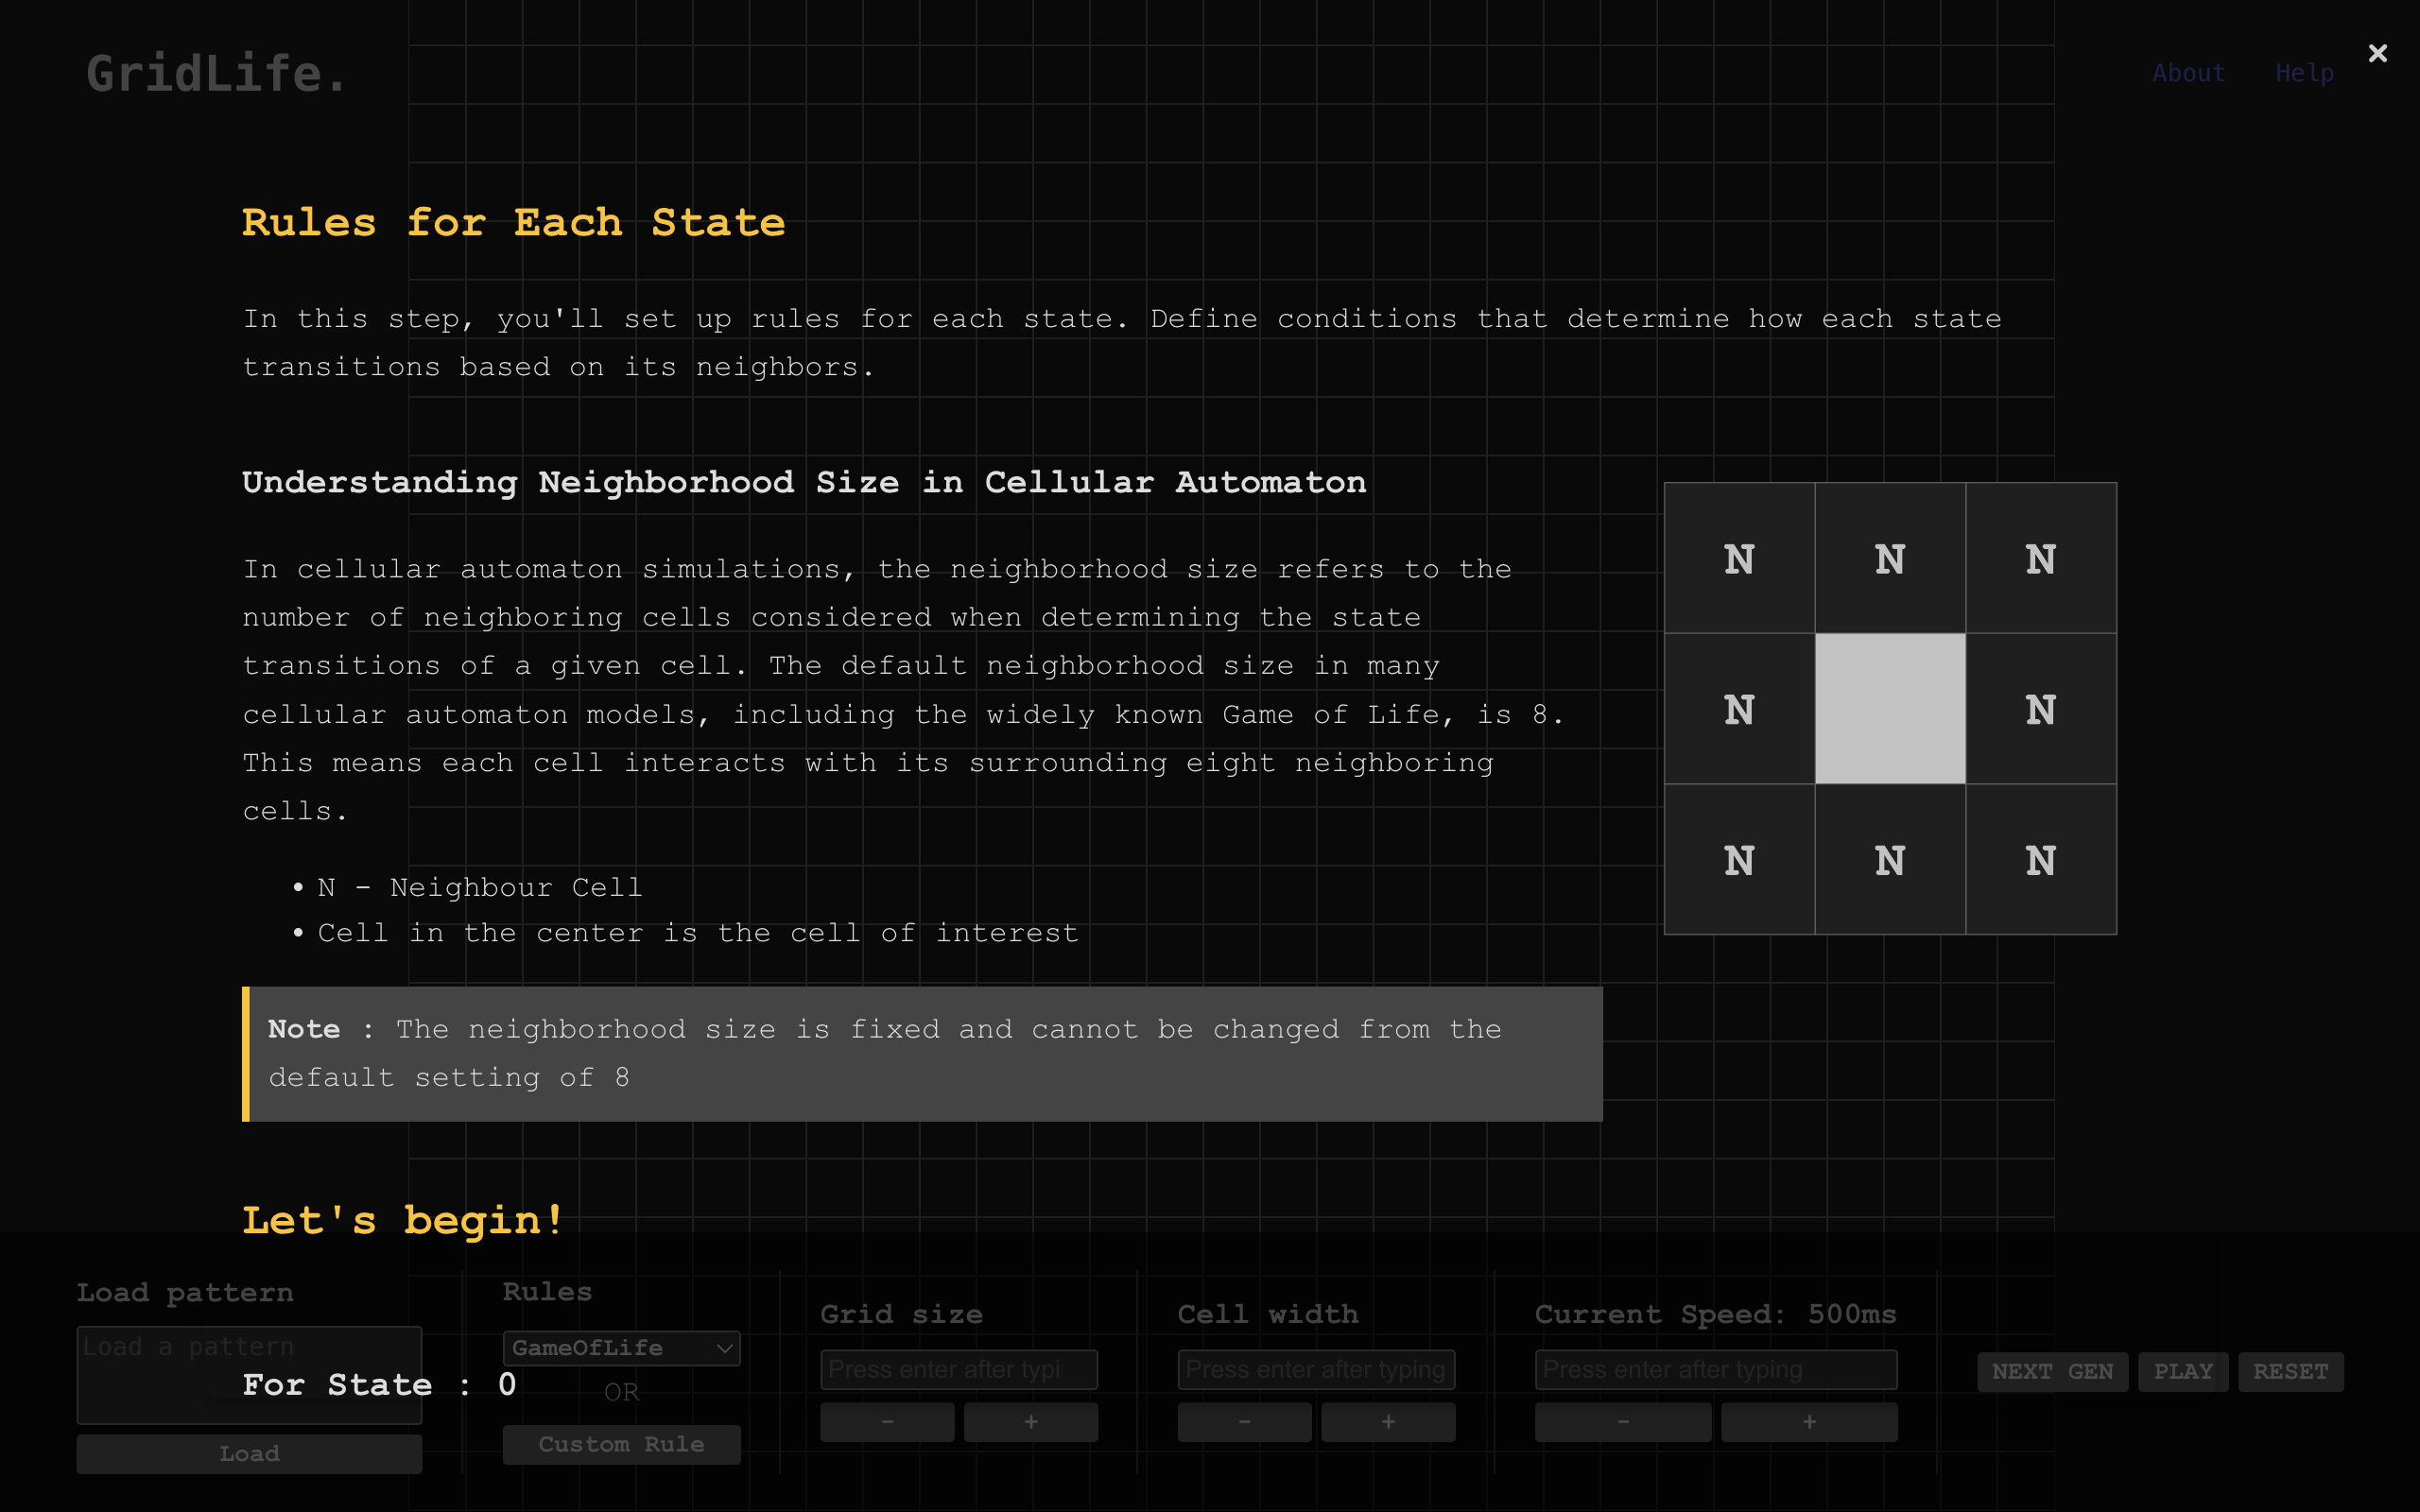 GridLife.
About Help
×
Rules for Each State
In this step, you'll set up rules for each state. Define conditions that determine how each state
transitions based on its neighbors.
Understanding Neighborhood Size in Cellular Automaton
In cellular automaton simulations, the neighborhood size refers to the
number of neighboring cells considered when determining the state
transitions of a given cell. The default neighborhood size in many
cellular automaton models, including the widely known Game of Life, is 8.
This means each cell interacts with its surrounding eight neighboring
cells.
• N - Neighbour Cell
• Cell in the center is the cell of interest
N N N
N N
N N N
Note : The neighborhood size is fixed and cannot be changed from the
default setting of 8
Let's begin!
For State : 0
Load pattern
Load a pattern
Load
Rules
GameOfLife
OR
Custom Rule
Grid size
Press enter after typi
- +
Cell width
Press enter after typing
- +
Current Speed: 500ms
Press enter after typing
- +
NEXT GEN PLAY RESET